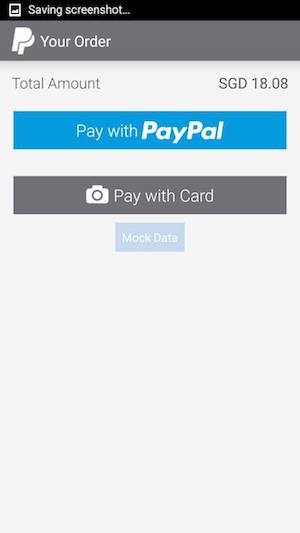 Saving screenshot...
Your Order
Total Amount SGD 18.08
Pay with PayPal
Pay with Card
Mock Data